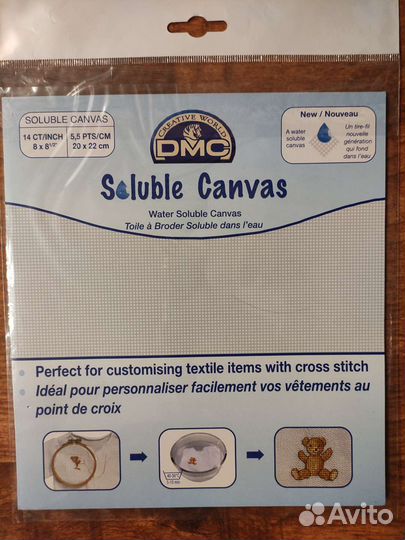 SOLUBLE CANVAS
14 CT/INCH 5,5 PTS/CM
8 x 8½" 20 x 22 cm
CREATIVE WORLD
DMC
New / Nouveau
A water
soluble
canvas
Un tire-fil
nouvelle
génération
qui fond
dans l'eau
Soluble Canvas
Water Soluble Canvas
Toile à Broder Soluble dans l'eau
• Perfect for customising textile items with cross stitch
• Idéal pour personnaliser facilement vos vêtements au
point de croix
Avito